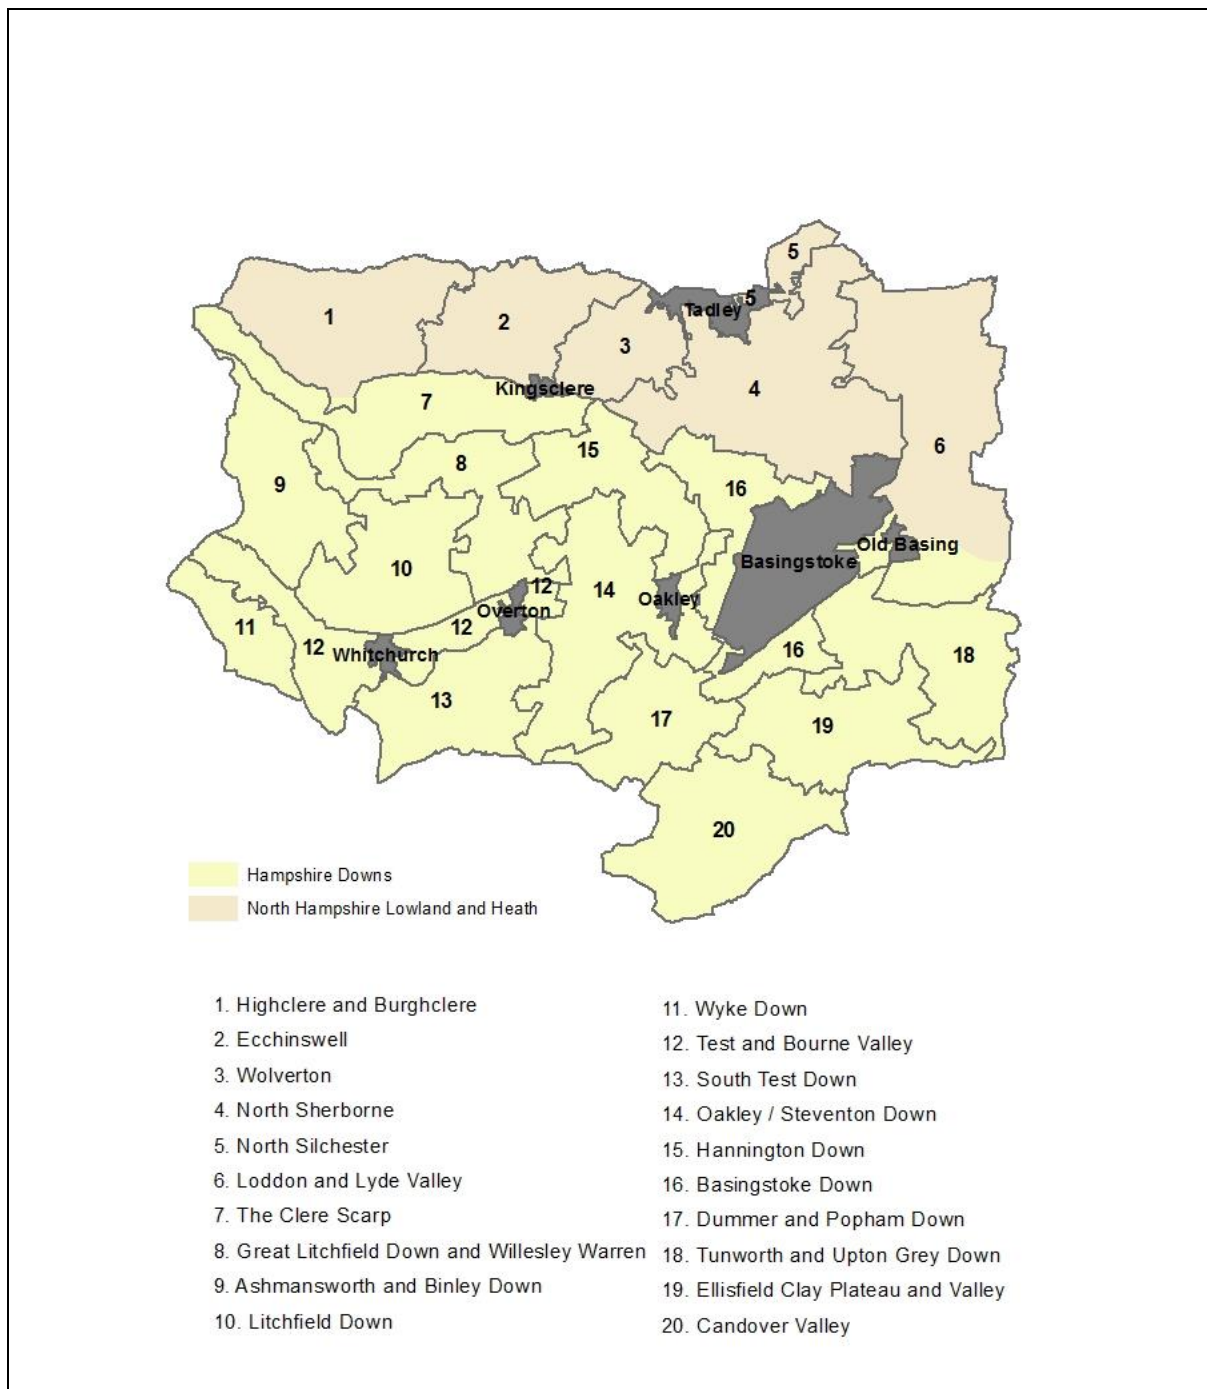 5
1
2
5
Tadley
3
Kingsclere
4
7
6
15
8
9
16
Old Basing
Basingstoke
10
12
14
Oakley
Overton
11
12
12
Whitchurch
16
18
13
17
19
20
Hampshire Downs
North Hampshire Lowland and Heath
1. Highclere and Burghclere
2. Ecchinswell
3. Wolverton
4. North Sherborne
5. North Silchester
6. Loddon and Lyde Valley
7. The Clere Scarp
8. Great Litchfield Down and Willesley Warren
9. Ashmansworth and Binley Down
10. Litchfield Down
11. Wyke Down
12. Test and Bourne Valley
13. South Test Down
14. Oakley / Steventon Down
15. Hannington Down
16. Basingstoke Down
17. Dummer and Popham Down
18. Tunworth and Upton Grey Down
19. Ellisfield Clay Plateau and Valley
20. Candover Valley